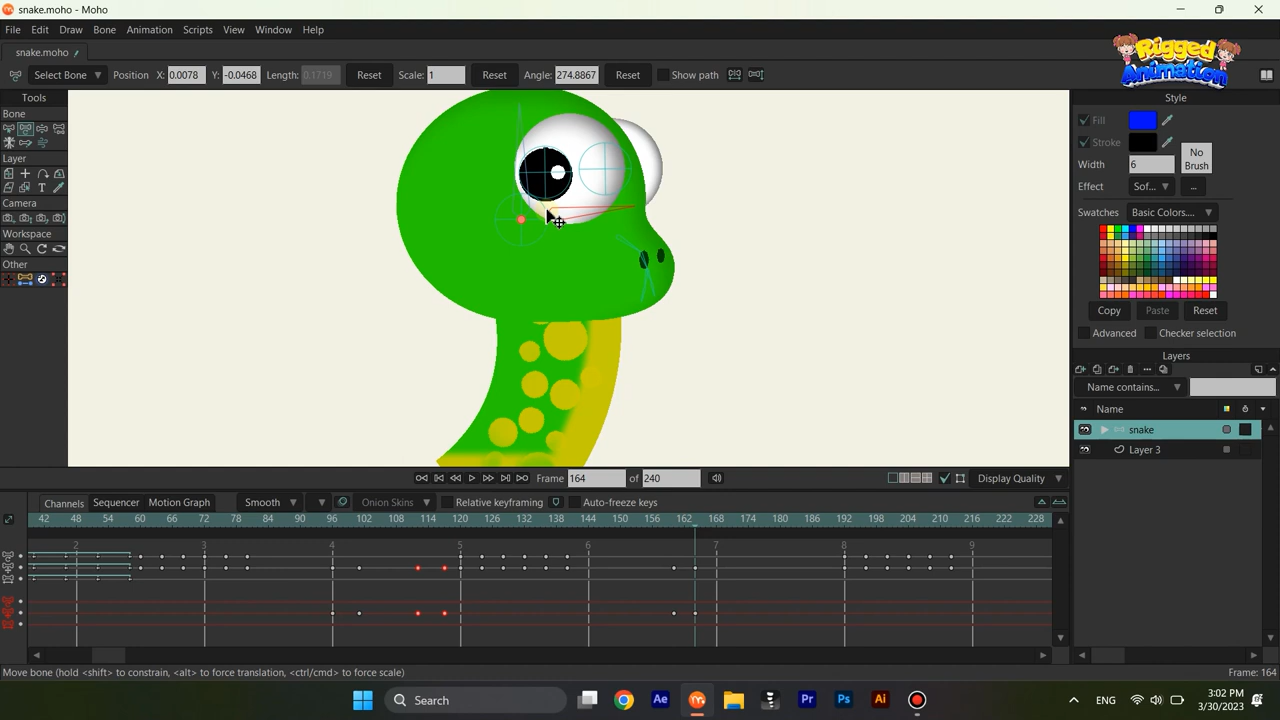 snake.moho - Moho
File Edit Draw Bone Animation Scripts View Window Help
snake.moho
Rigged
Animation
Select Bone Position X: 0.0078 Y: -0.0468 Length: 0.1719 Reset Scale: 1 Reset Angle: 274.8867 Reset Show path
Tools
Bone
Layer
Camera
Workspace
Other
Style
Fill
Stroke
Width 6
No
Brush
Effect Sof... ...
Swatches Basic Colors....
Copy Paste Reset
Advanced Checker selection
Layers
Name contains...
Name
snake
Layer 3
Frame 164 of 240 Display Quality
Channels Sequencer Motion Graph Smooth Onion Skins Relative keyframing Auto-freeze keys
42 48 54 60 66 72 78 84 90 96 102 108 114 120 126 132 138 144 150 156 162 168 174 180 186 192 198 204 210 216 222 228
2 3 4 5 6 7 8 9
Move bone (hold <shift> to constrain, <alt> to force translation, <ctrl/cmd> to force scale)
Frame: 164
Search
Ae
Pr
Ps
Ai
ENG
3:02 PM
3/30/2023